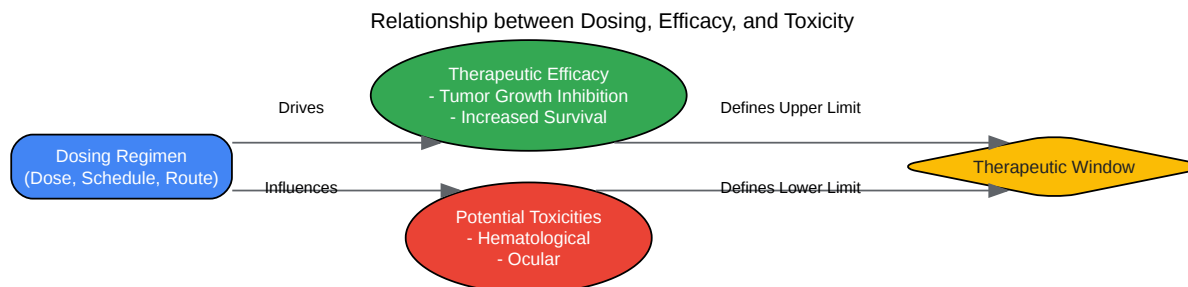 Relationship between Dosing, Efficacy, and Toxicity
Therapeutic Efficacy
- Tumor Growth Inhibition
- Increased Survival
Drives
Defines Upper Limit
Dosing Regimen
(Dose, Schedule, Route)
Therapeutic Window
Influences
Defines Lower Limit
Potential Toxicities
- Hematological
- Ocular